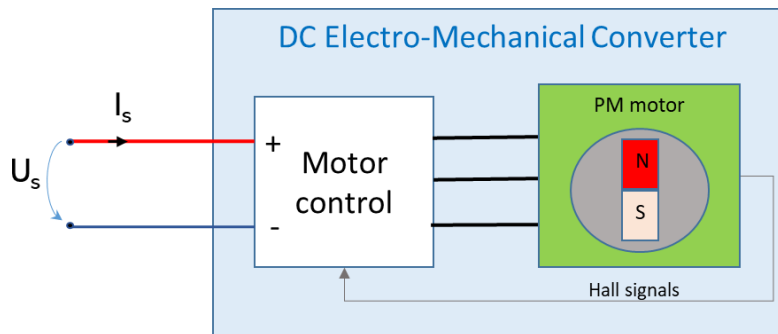 DC Electro-Mechanical Converter
Is
PM motor
+
Motor
control
N
Us
S
-
Hall signals